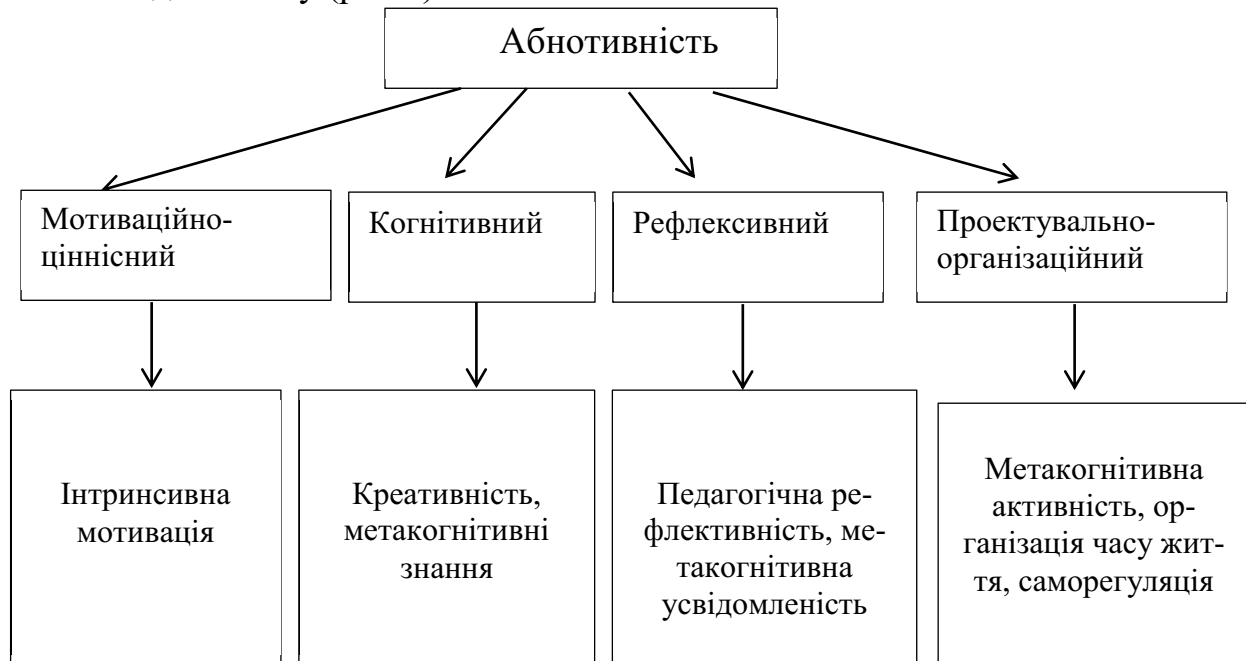 Абнотивність
Мотиваційно-
ціннісний
Когнітивний
Рефлексивний
Проектувально-
організаційний
Інтринсивна
мотивація
Креативність,
метакогнітивні
знання
Педагогічна ре-
флективність, ме-
такогнітивна
усвідомленість
Метакогнітивна
активність, ор-
ганізація часу жит-
тя, саморегуляція